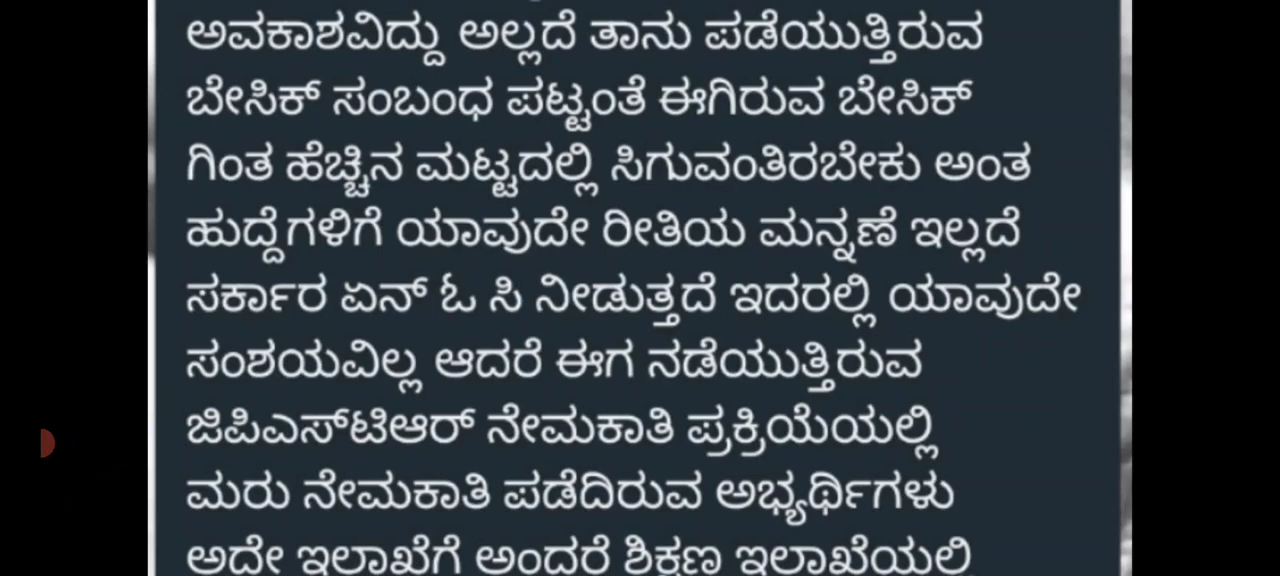 ಅವಕಾಶವಿದ್ದು ಅಲ್ಲದೆ ತಾನು ಪಡೆಯುತ್ತಿರುವ
ಬೇಸಿಕ್ ಸಂಬಂಧ ಪಟ್ಟಂತೆ ಈಗಿರುವ ಬೇಸಿಕ್
ಗಿಂತ ಹೆಚ್ಚಿನ ಮಟ್ಟದಲ್ಲಿ ಸಿಗುವಂತಿರಬೇಕು ಅಂತ
ಹುದ್ದೆಗಳಿಗೆ ಯಾವುದೇ ರೀತಿಯ ಮನ್ನಣೆ ಇಲ್ಲದೆ
ಸರ್ಕಾರ ಏನ್ ಓ ಸಿ ನೀಡುತ್ತದೆ ಇದರಲ್ಲಿ ಯಾವುದೇ
ಸಂಶಯವಿಲ್ಲ ಆದರೆ ಈಗ ನಡೆಯುತ್ತಿರುವ
ಜಿಪಿಎಸ್‌ಟಿಆರ್ ನೇಮಕಾತಿ ಪ್ರಕ್ರಿಯೆಯಲ್ಲಿ
ಮರು ನೇಮಕಾತಿ ಪಡೆದಿರುವ ಅಭ್ಯರ್ಥಿಗಳು
ಅದೇ ಇಲಾಖೆಗೆ ಅಂದರೆ ಶಿಕ್ಷಣ ಇಲಾಖೆಯಲ್ಲಿ